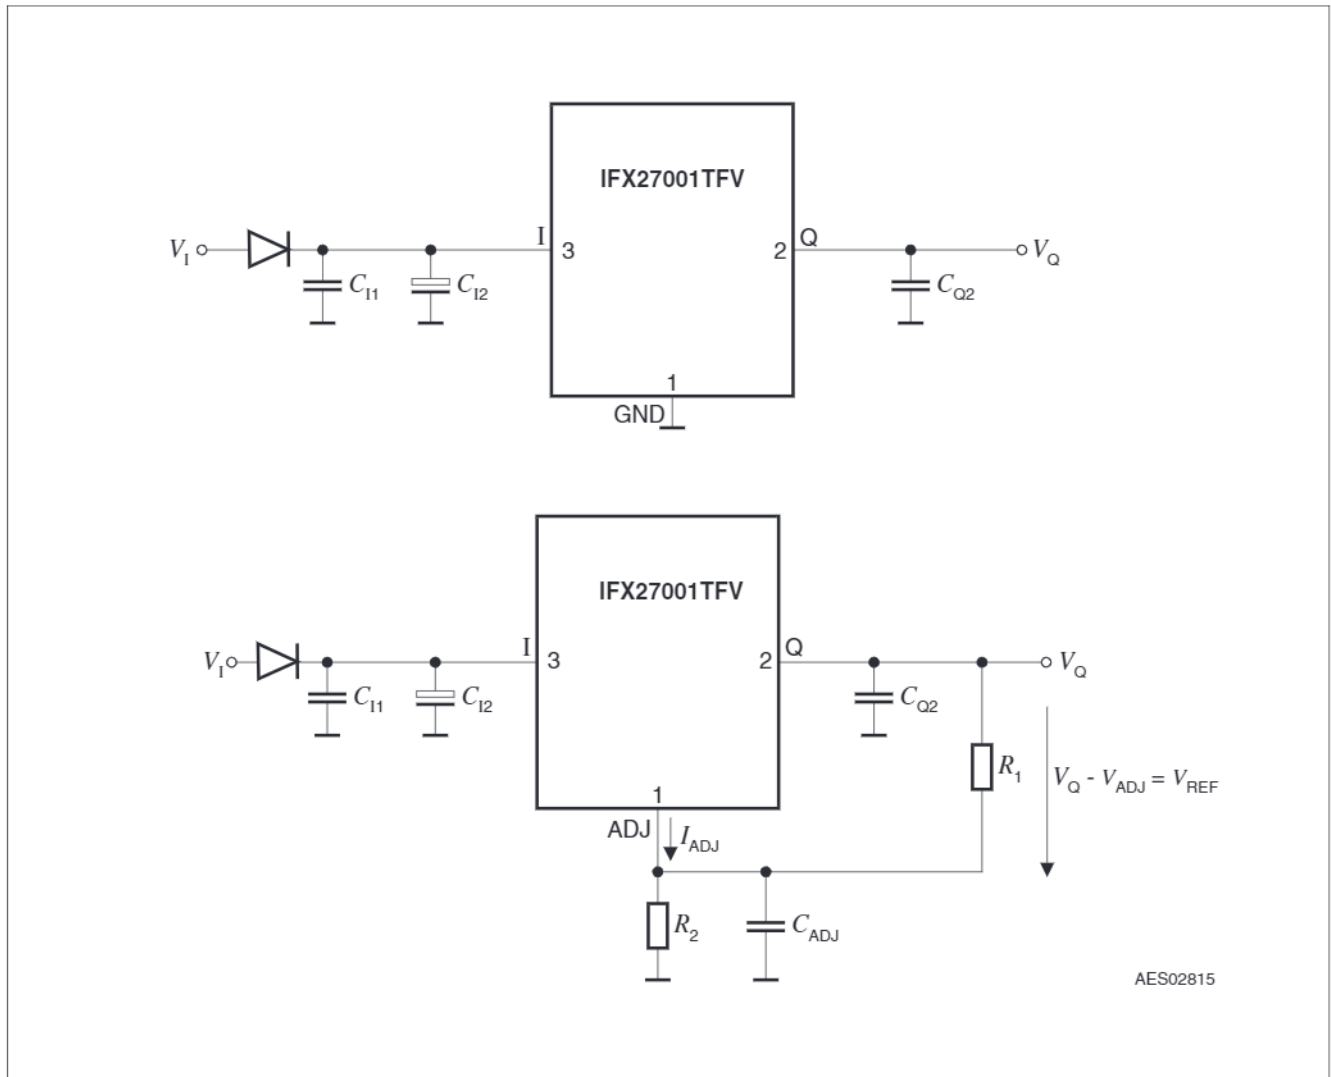 IFX27001TFV
V_I
I
3
2
Q
V_Q
C_I1
C_I2
C_Q2
1
GND
IFX27001TFV
V_I
I
3
2
Q
V_Q
C_I1
C_I2
C_Q2
R_1
V_Q - V_ADJ = V_REF
1
ADJ
I_ADJ
R_2
C_ADJ
AES02815